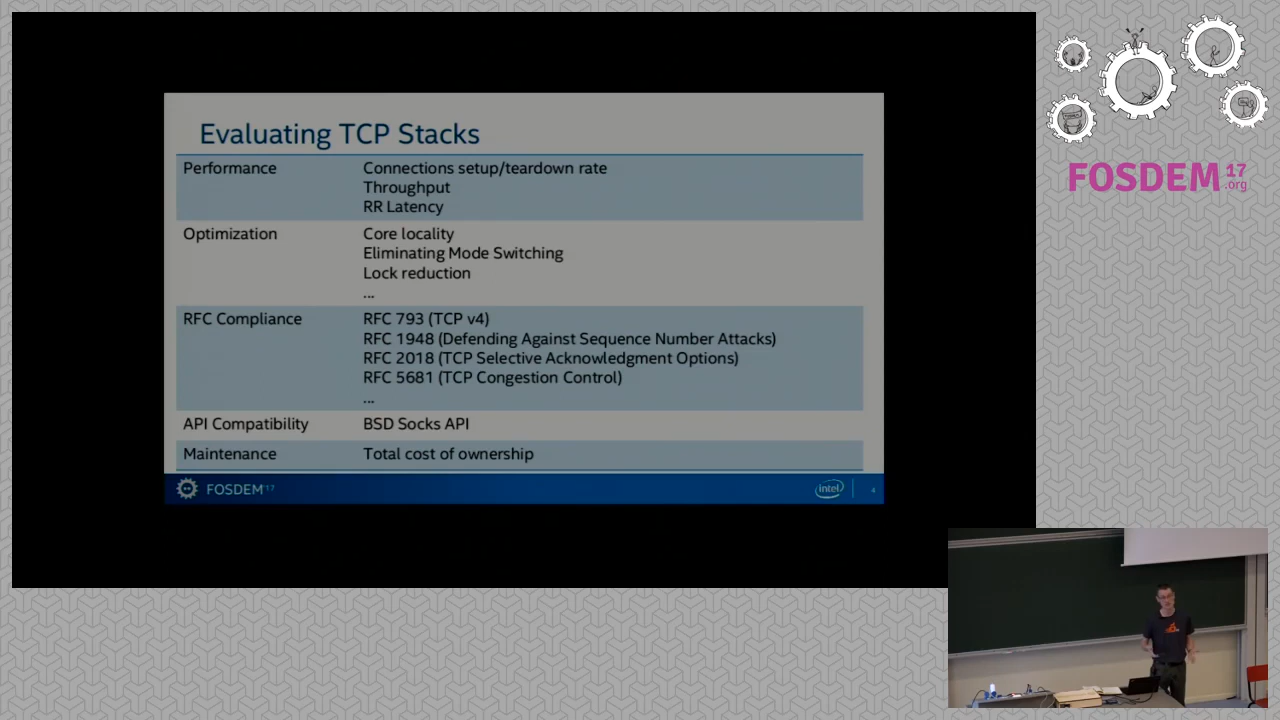 Evaluating TCP Stacks
Performance
Connections setup/teardown rate
Throughput
RR Latency
Optimization
Core locality
Eliminating Mode Switching
Lock reduction
...
RFC Compliance
RFC 793 (TCP v4)
RFC 1948 (Defending Against Sequence Number Attacks)
RFC 2018 (TCP Selective Acknowledgment Options)
RFC 5681 (TCP Congestion Control)
...
API Compatibility
BSD Socks API
Maintenance
Total cost of ownership
FOSDEM'17
intel
4
FOSDEM 17
.org